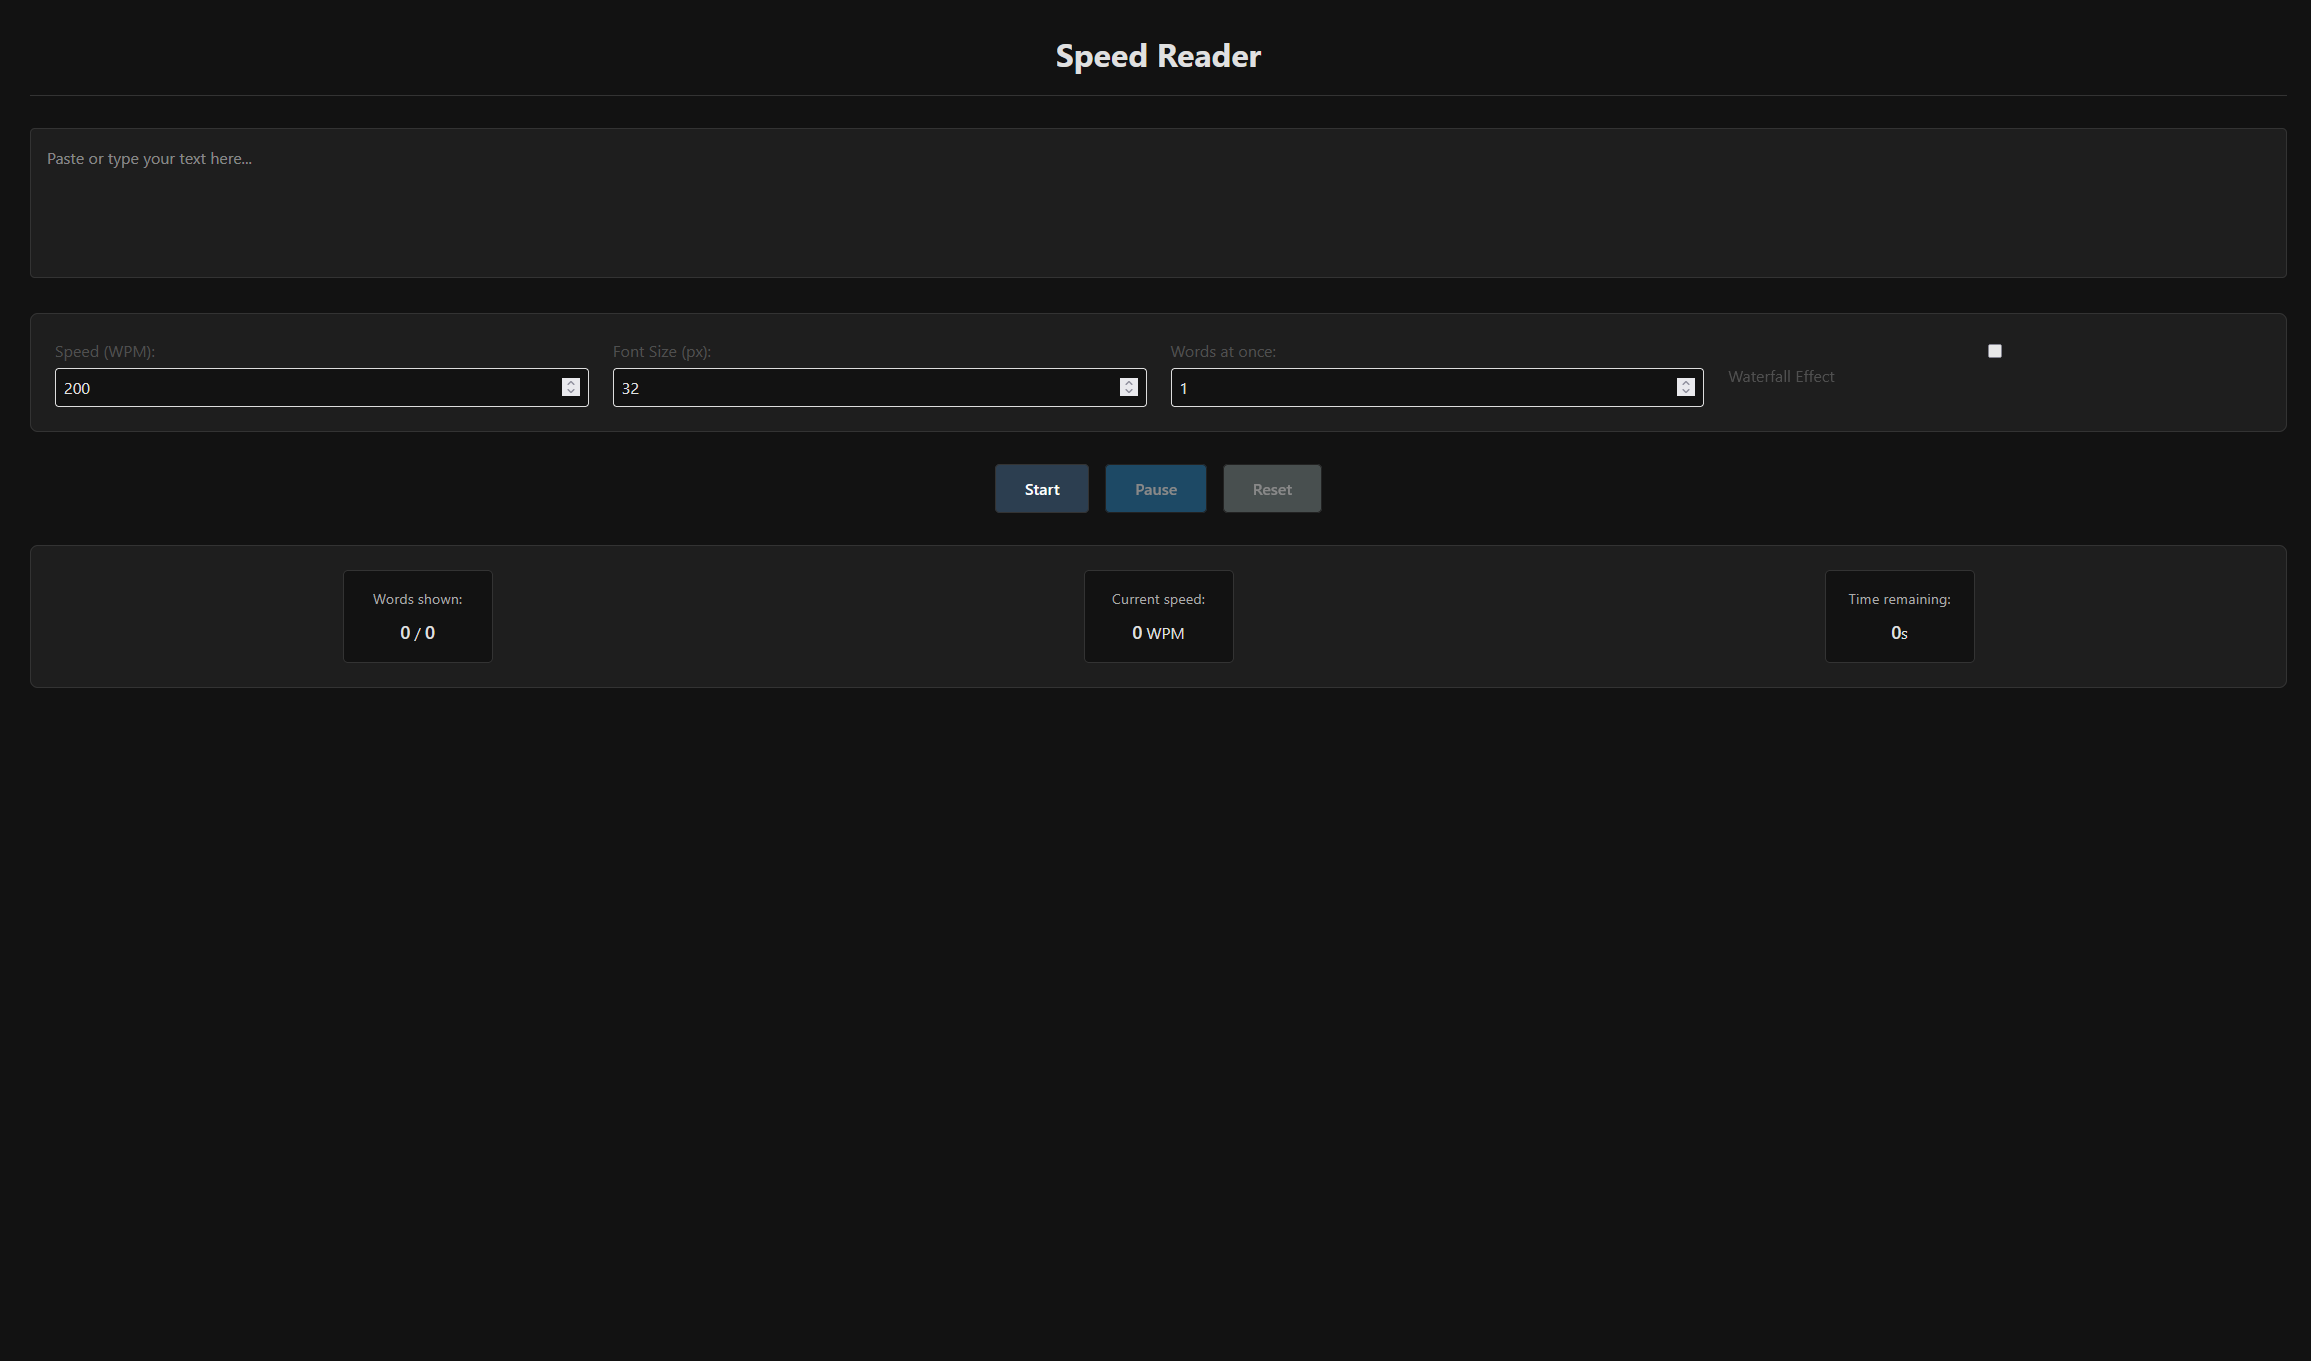 Speed Reader
Paste or type your text here...
Speed (WPM):
200
Font Size (px):
32
Words at once:
1
Waterfall Effect
Start
Pause
Reset
Words shown:
0 / 0
Current speed:
0 WPM
Time remaining:
0s